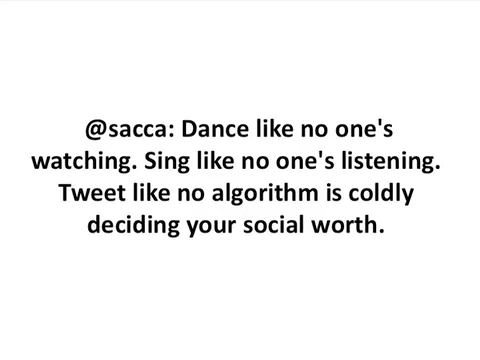 @sacca: Dance like no one's
watching. Sing like no one's listening.
Tweet like no algorithm is coldly
deciding your social worth.